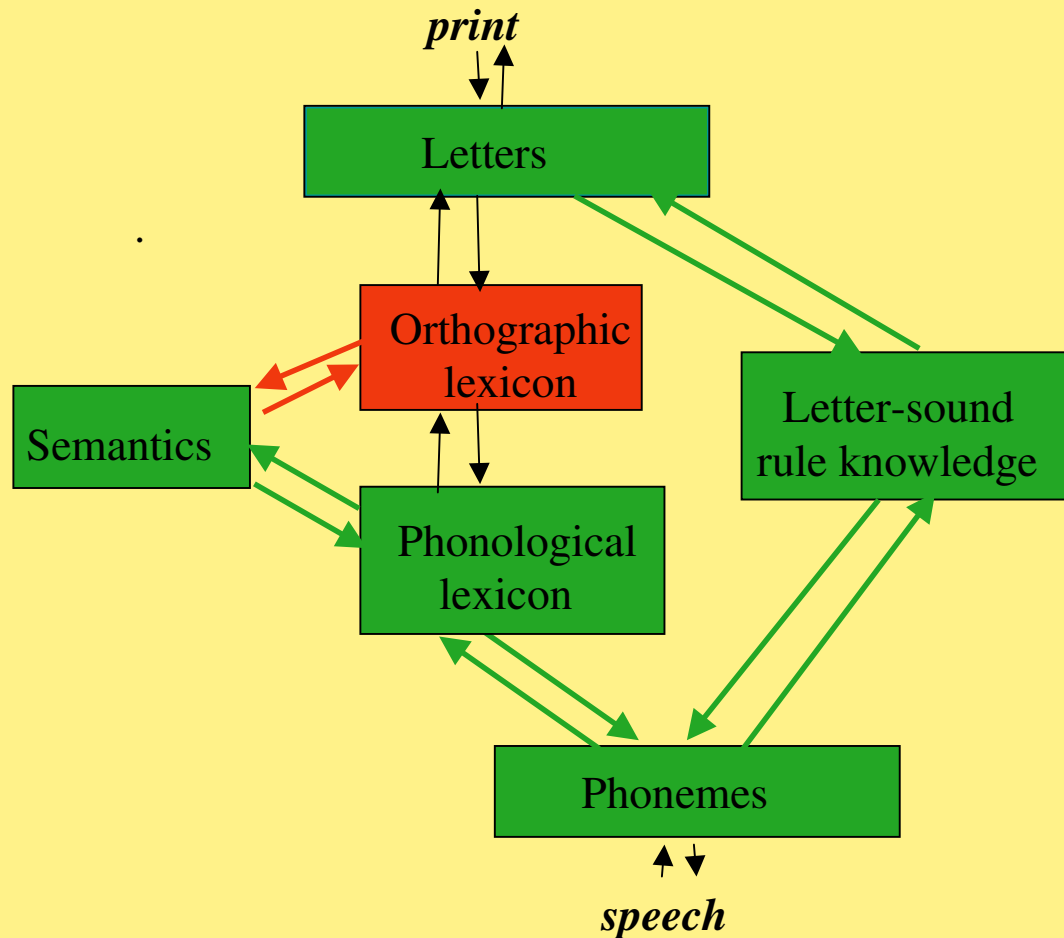 print
Letters
.
Orthographic
lexicon
Letter-sound
rule knowledge
Semantics
Phonological
lexicon
Phonemes
speech